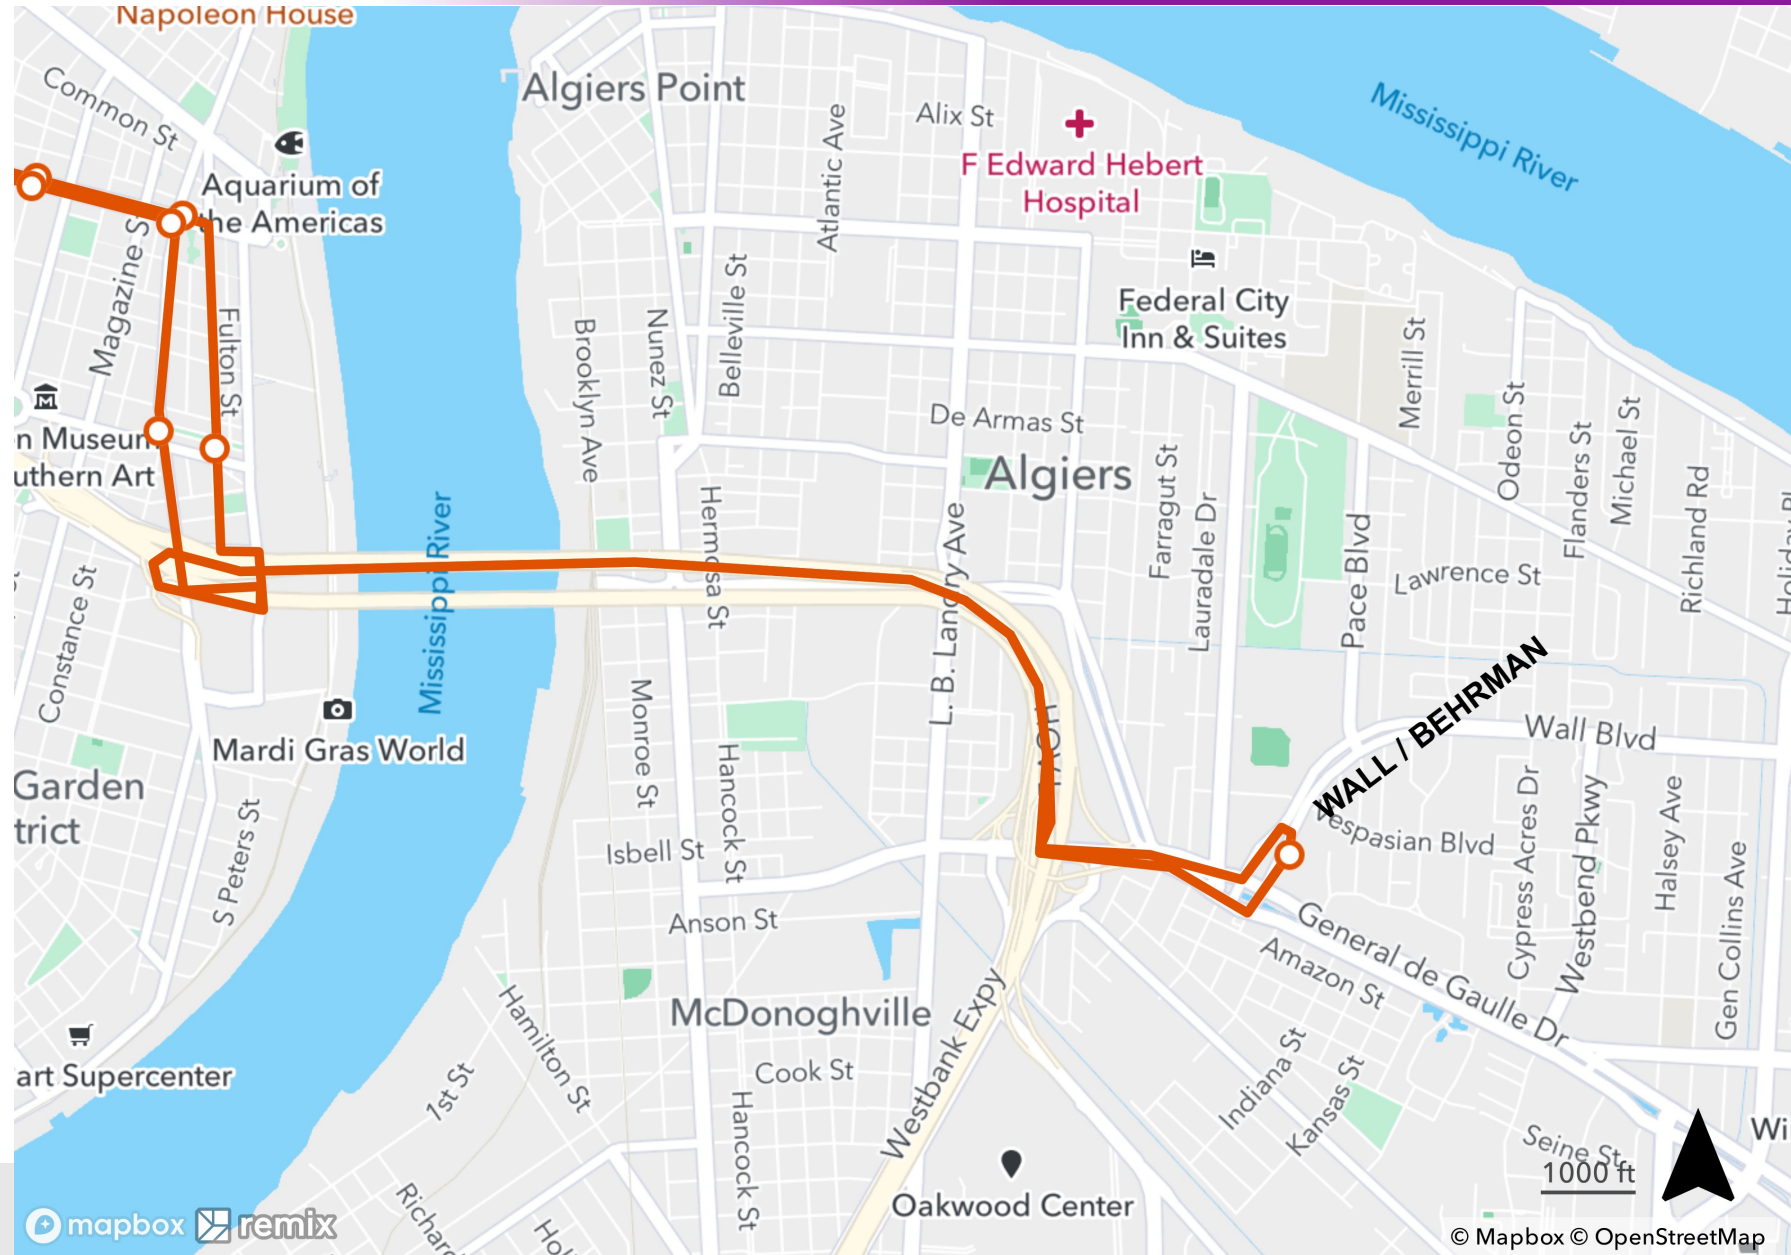 Napoleon House
Common St
Algiers Point
Alix St
Atlantic Ave
F Edward Hebert
Hospital
Mississippi River
Aquarium of
the Americas
Magazine S
Fulton St
Belleville St
Nunez St
Brooklyn Ave
Federal City
Inn & Suites
Merrill St
Odeon St
Michael St
Flanders St
Richland Rd
De Armas St
Algiers
Farragut St
Lauradale Dr
Pace Blvd
Lawrence St
n Museum
uthern Art
Mississippi River
Hermosa St
L. B. Landry Ave
Constance St
WALL / BEHRMAN
Wall Blvd
Vespasian Blvd
Monroe St
Hancock St
Mardi Gras World
Garden
trict
S Peters St
Isbell St
Anson St
Cypress Acres Dr
Westbend Pkwy
Halsey Ave
Gen Collins Ave
General de Gaulle Dr
Amazon St
Indiana St
Kansas St
McDonoghville
Cook St
Hamilton St
1st St
Westbank Expy
Hancock St
art Supercenter
Oakwood Center
Seine St
Wi
1000 ft
Richard
Hol
mapbox remix
© Mapbox © OpenStreetMap